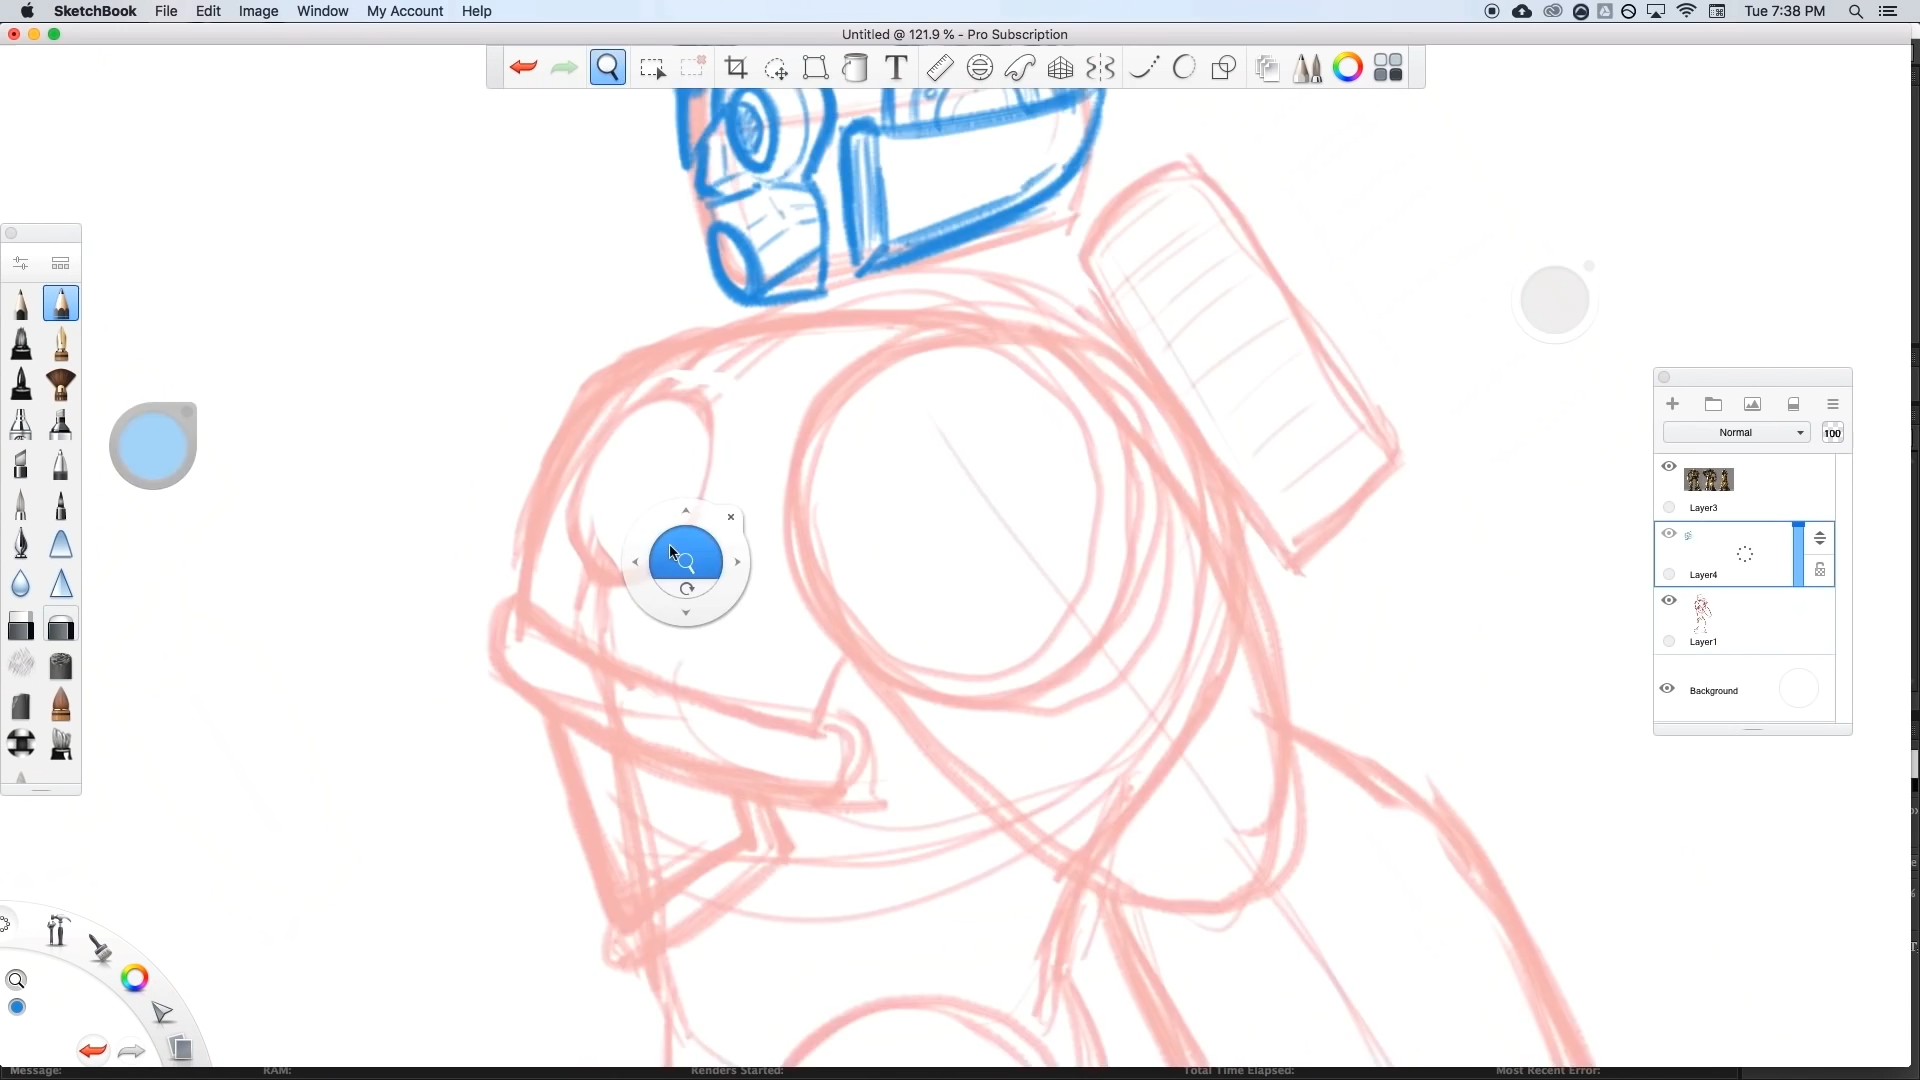 SketchBook File Edit Image Window My Account Help Tue 7:38 PM
Untitled @ 121.9 % - Pro Subscription
T
Normal 100
Layer3
Layer4
Layer1
Background
Message: RAM: Renders Started: Total Time Elapsed: Most Recent Error: